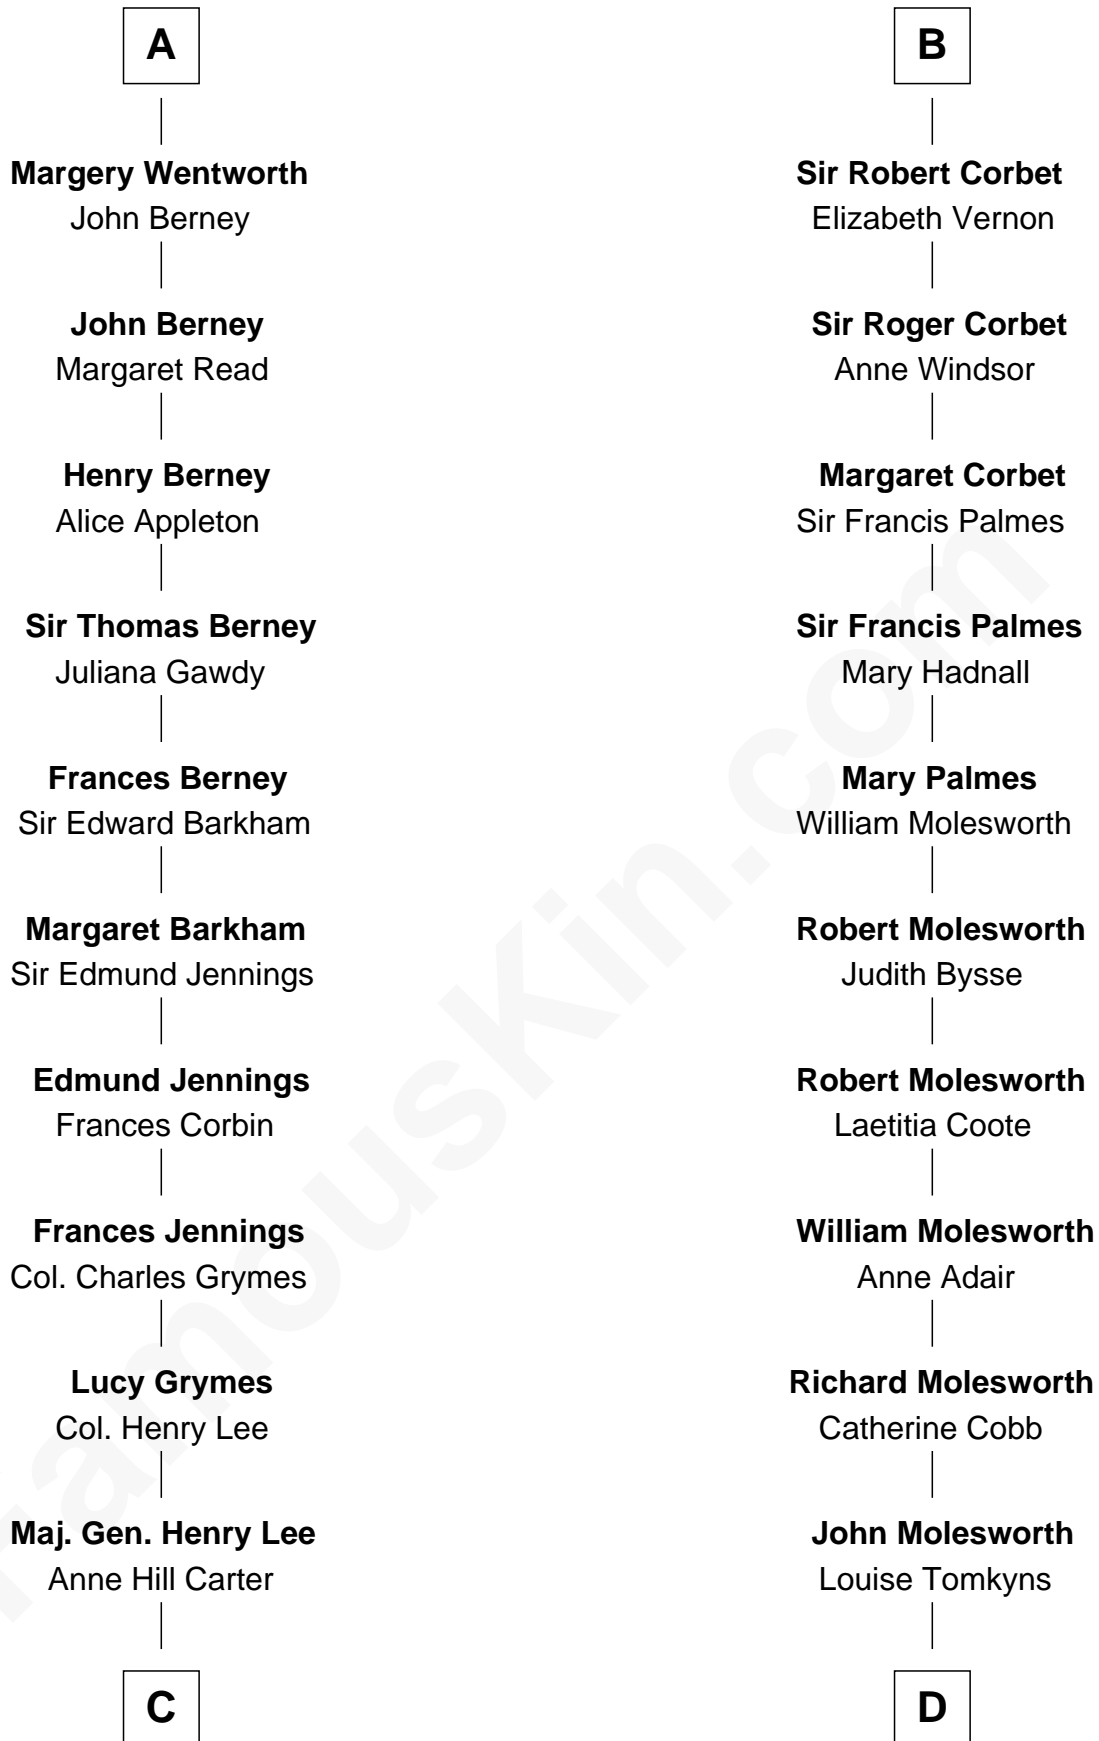 A
Margery Wentworth
John Berney
John Berney
Margaret Read
Henry Berney
Alice Appleton
Sir Thomas Berney
Juliana Gawdy
Frances Berney
Sir Edward Barkham
Margaret Barkham
Sir Edmund Jennings
Edmund Jennings
Frances Corbin
Frances Jennings
Col. Charles Grymes
Lucy Grymes
Col. Henry Lee
Maj. Gen. Henry Lee
Anne Hill Carter
C
B
Sir Robert Corbet
Elizabeth Vernon
Sir Roger Corbet
Anne Windsor
Margaret Corbet
Sir Francis Palmes
Sir Francis Palmes
Mary Hadnall
Mary Palmes
William Molesworth
Robert Molesworth
Judith Bysse
Robert Molesworth
Laetitia Coote
William Molesworth
Anne Adair
Richard Molesworth
Catherine Cobb
John Molesworth
Louise Tomkyns
D
FamousKin.com